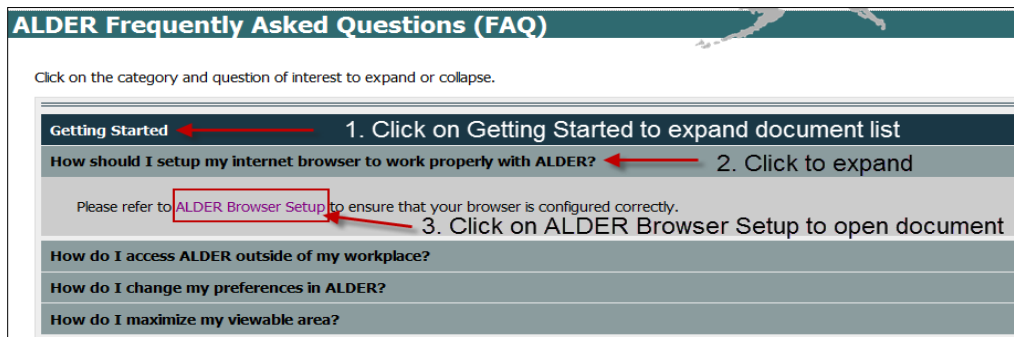 ALDER Frequently Asked Questions (FAQ)
Click on the category and question of interest to expand or collapse.
Getting Started 1. Click on Getting Started to expand document list
How should I setup my internet browser to work properly with ALDER? 2. Click to expand
Please refer to ALDER Browser Setup to ensure that your browser is configured correctly.
3. Click on ALDER Browser Setup to open document
How do I access ALDER outside of my workplace?
How do I change my preferences in ALDER?
How do I maximize my viewable area?